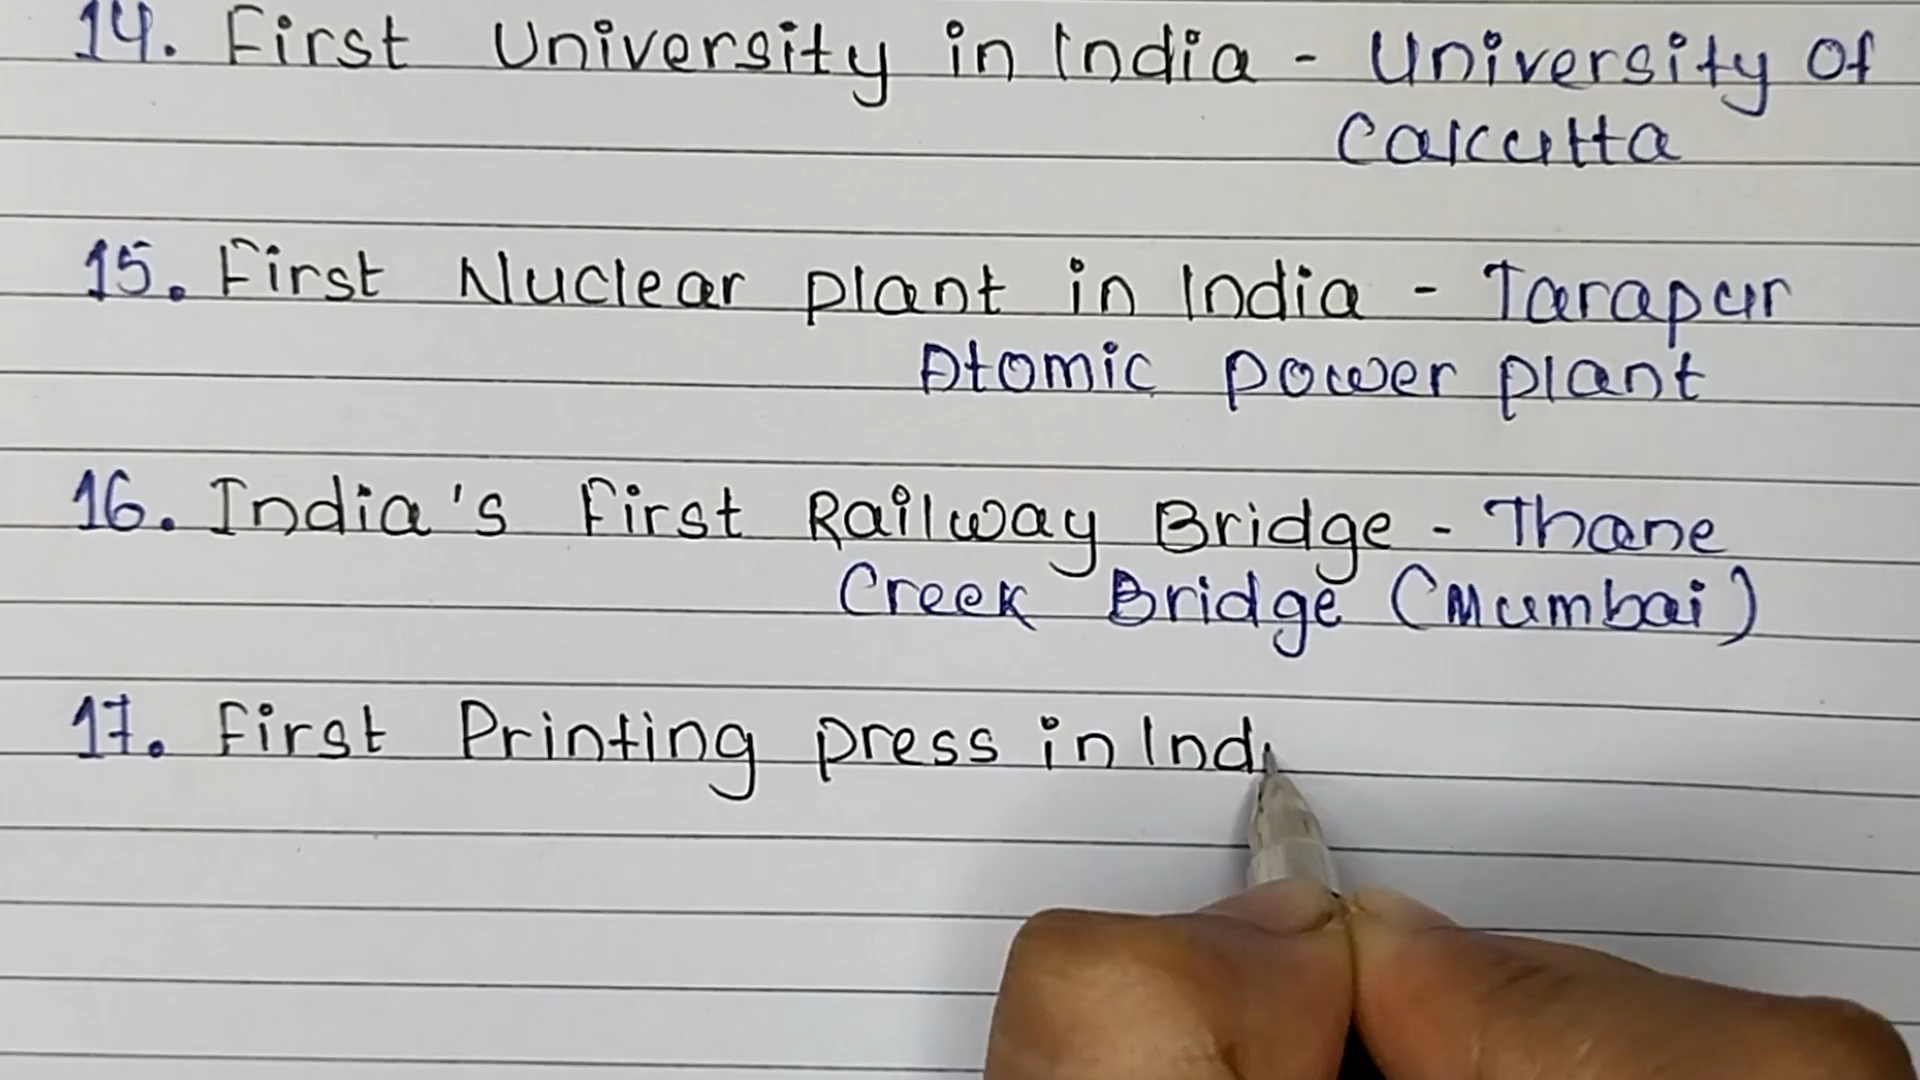 14. First University in India - University Of
Calcutta
15. First Nuclear plant in India - Tarapur
Atomic power plant
16. India's First Railway Bridge - Thane
Creek Bridge (Mumbai)
17. First Printing press in Indi